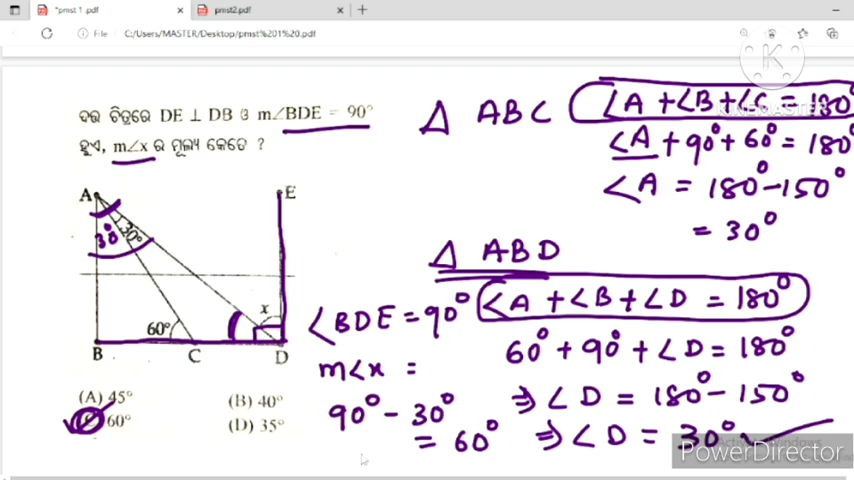 *pmst 1 .pdf
pmst2.pdf
File
C:/Users/MASTER/Desktop/pmst%201%20.pdf
ଦତ୍ତ ଚିତ୍ରରେ DE ⊥ DB ଓ m∠BDE = 90°
ହୁଏ, m∠x ର ମୂଲ୍ୟ କେତେ ?
A
E
30°
30°
x
60°
B
C
D
(A) 45°
(B) 40°
60°
(D) 35°
△ ABC
∠A + ∠B + ∠C = 180°
∠A + 90° + 60° = 180°
∠A = 180° - 150°
= 30°
△ ABD
∠A + ∠B + ∠D = 180°
60° + 90° + ∠D = 180°
⇒ ∠D = 180° - 150°
⇒ ∠D = 30°
∠BDE = 90°
m∠x =
90° - 30°
= 60°
K
KINEMASTER
PowerDirector